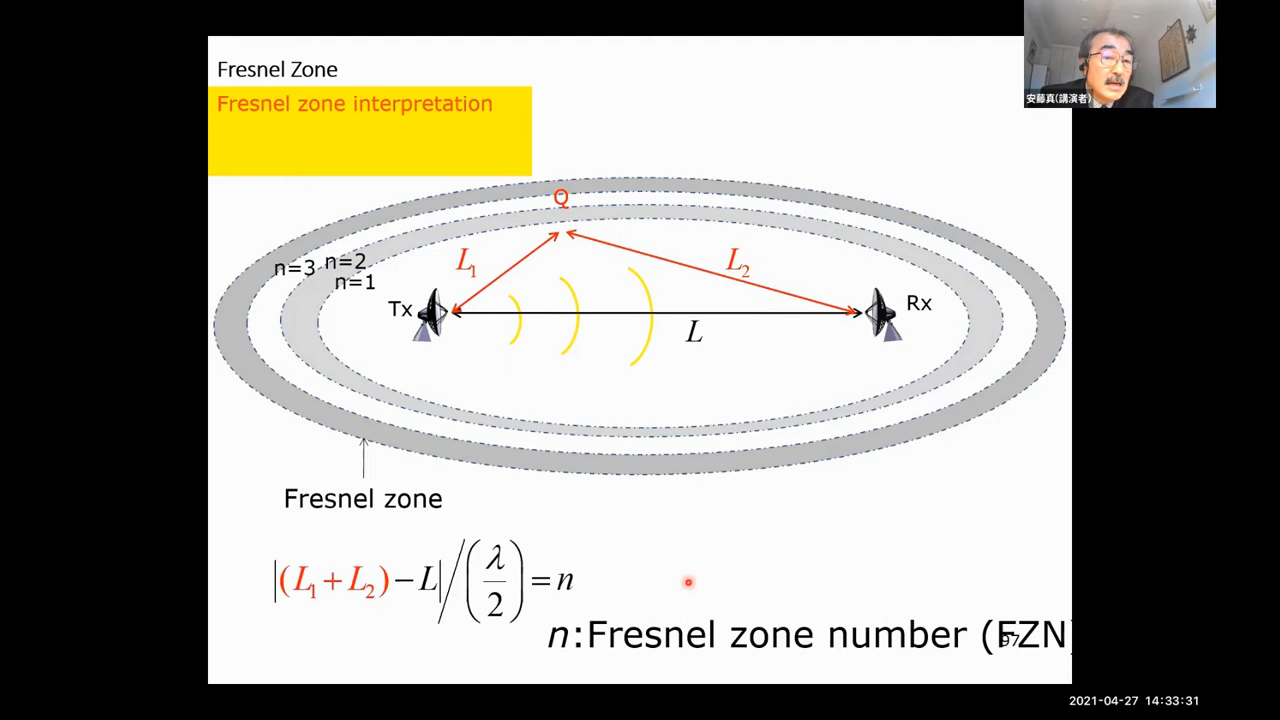 Fresnel Zone
Fresnel zone interpretation
安藤真(講演者)
Q
L1
L2
n=3
n=2
n=1
Tx
Rx
L
Fresnel zone
|(L1+L2)−L|/(λ/2)=n
n:Fresnel zone number (FZN)
97
2021-04-27 14:33:31